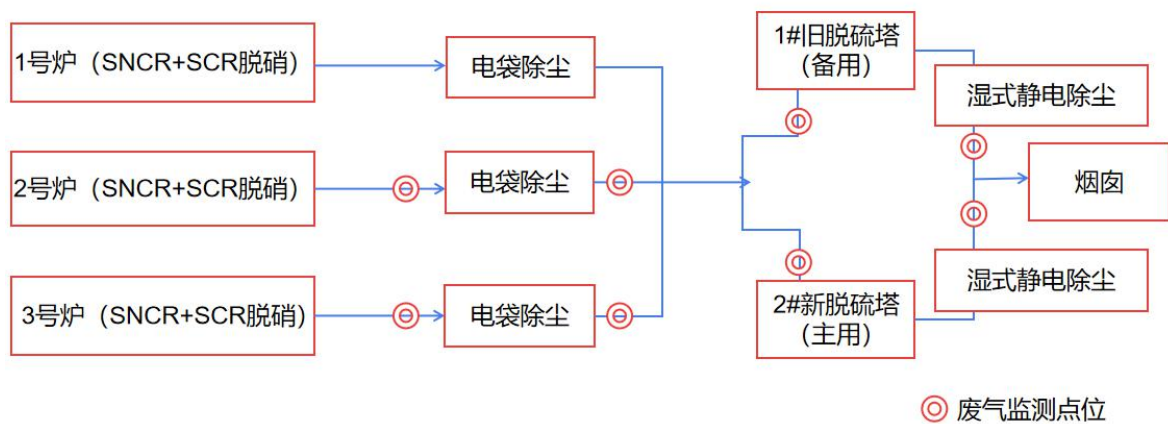 1号炉（SNCR+SCR脱硝）
电袋除尘
1#旧脱硫塔
（备用）
湿式静电除尘
2号炉（SNCR+SCR脱硝）
电袋除尘
烟囱
3号炉（SNCR+SCR脱硝）
电袋除尘
2#新脱硫塔
（主用）
湿式静电除尘
废气监测点位